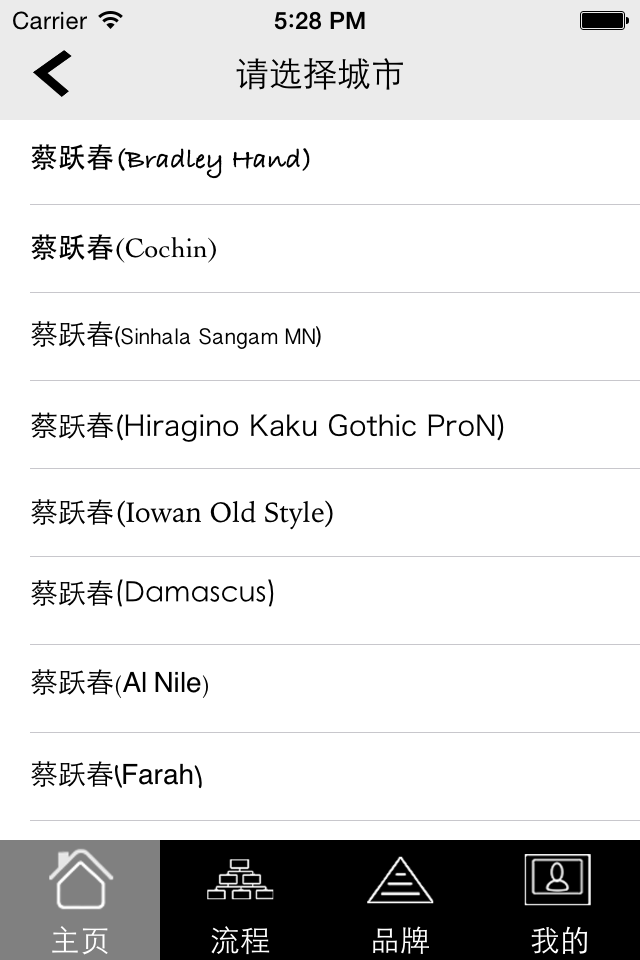 Carrier 5:28 PM
请选择城市
蔡跃春(Bradley Hand)
蔡跃春(Cochin)
蔡跃春(Sinhala Sangam MN)
蔡跃春(Hiragino Kaku Gothic ProN)
蔡跃春(Iowan Old Style)
蔡跃春(Damascus)
蔡跃春(Al Nile)
蔡跃春(Farah)
主页 流程 品牌 我的